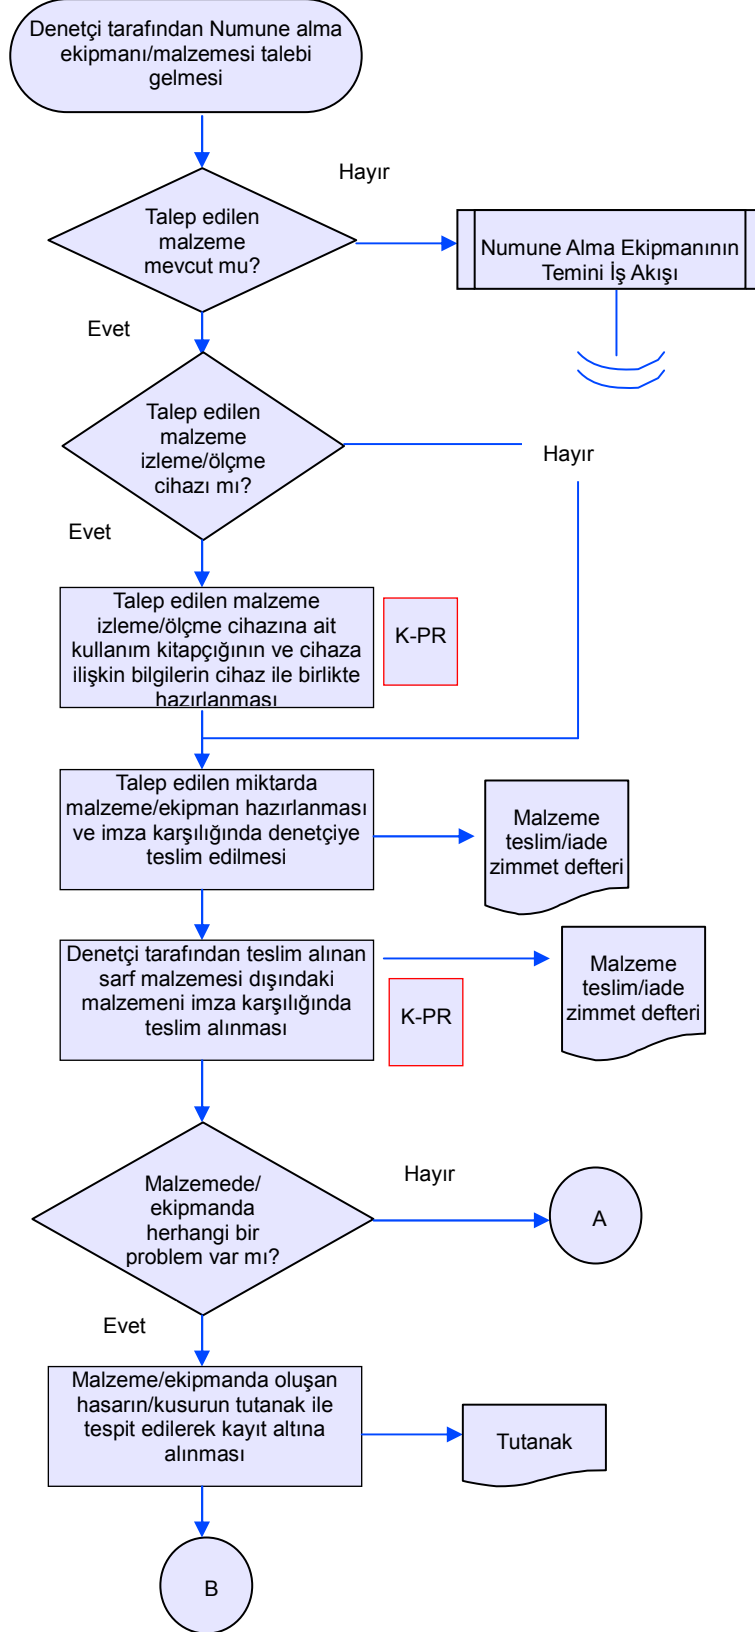 Denetçi tarafından Numune alma
ekipmanı/malzemesi talebi
gelmesi
Hayır
Talep edilen
malzeme
mevcut mu?
Numune Alma Ekipmanının
Temini İş Akışı
Evet
Talep edilen
malzeme
izleme/ölçme
cihazı mı?
Hayır
Evet
Talep edilen malzeme
izleme/ölçme cihazına ait
kullanım kitapçığının ve cihaza
ilişkin bilgilerin cihaz ile birlikte
hazırlanması
K-PR
Talep edilen miktarda
malzeme/ekipman hazırlanması
ve imza karşılığında denetçiye
teslim edilmesi
Malzeme
teslim/iade
zimmet defteri
Denetçi tarafından teslim alınan
sarf malzemesi dışındaki
malzemeni imza karşılığında
teslim alınması
K-PR
Malzeme
teslim/iade
zimmet defteri
Malzemede/
ekipmanda
herhangi bir
problem var mı?
Hayır
A
Evet
Malzeme/ekipmanda oluşan
hasarın/kusurun tutanak ile
tespit edilerek kayıt altına
alınması
Tutanak
B